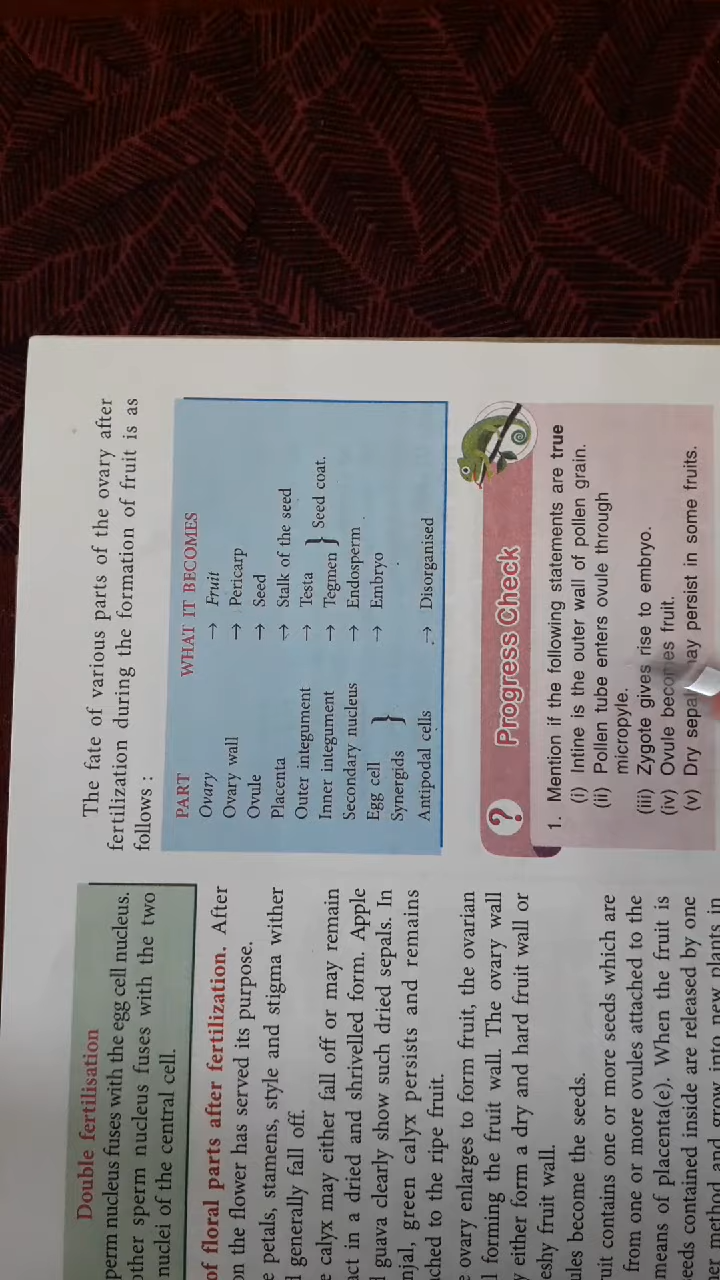 Double fertilisation
perm nucleus fuses with the egg cell nucleus.
ther sperm nucleus fuses with the two
nuclei of the central cell.
of floral parts after fertilization. After
on the flower has served its purpose.
petals, stamens, style and stigma wither
generally fall off.
calyx may either fall off or may remain
in a dried and shrivelled form. Apple
guava clearly show such dried sepals. In
njal, green calyx persists and remains
ched to the ripe fruit.
ovary enlarges to form fruit, the ovarian
forming the fruit wall. The ovary wall
either form a dry and hard fruit wall or
eshy fruit wall.
ules become the seeds.
uit contains one or more seeds which are
from one or more ovules attached to the
means of placenta(e). When the fruit is
eeds contained inside are released by one
method and grow into new plants in
The fate of various parts of the ovary after
fertilization during the formation of fruit is as
follows :
PART WHAT IT BECOMES
Ovary → Fruit
Ovary wall → Pericarp
Ovule → Seed
Placenta → Stalk of the seed
Outer integument → Testa
Inner integument → Tegmen } Seed coat.
Secondary nucleus → Endosperm
Egg cell → Embryo
Synergids }
Antipodal cells → Disorganised
? Progress Check
1. Mention if the following statements are true
(i) Intine is the outer wall of pollen grain.
(ii) Pollen tube enters ovule through
micropyle.
(iii) Zygote gives rise to embryo.
(iv) Ovule becomes fruit.
(v) Dry sepa ay persist in some fruits.